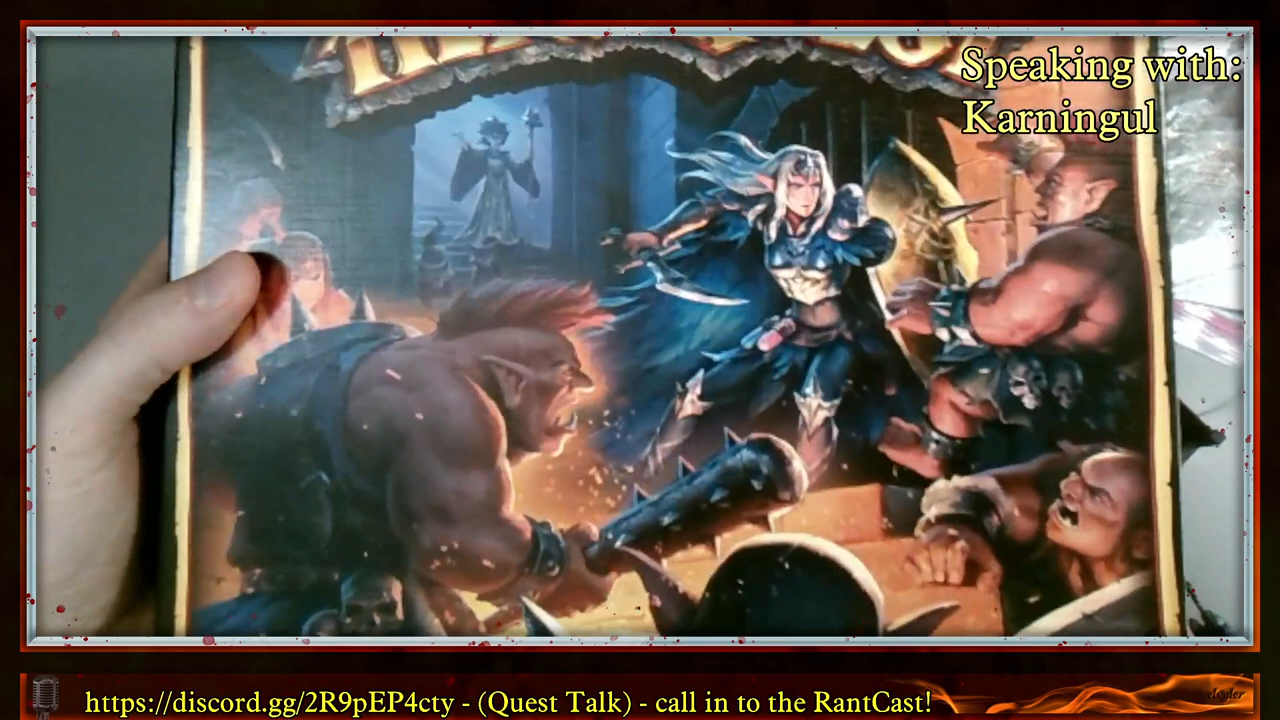 Speaking with:
Karningul
https://discord.gg/2R9pEP4cty - (Quest Talk) - call in to the RantCast!